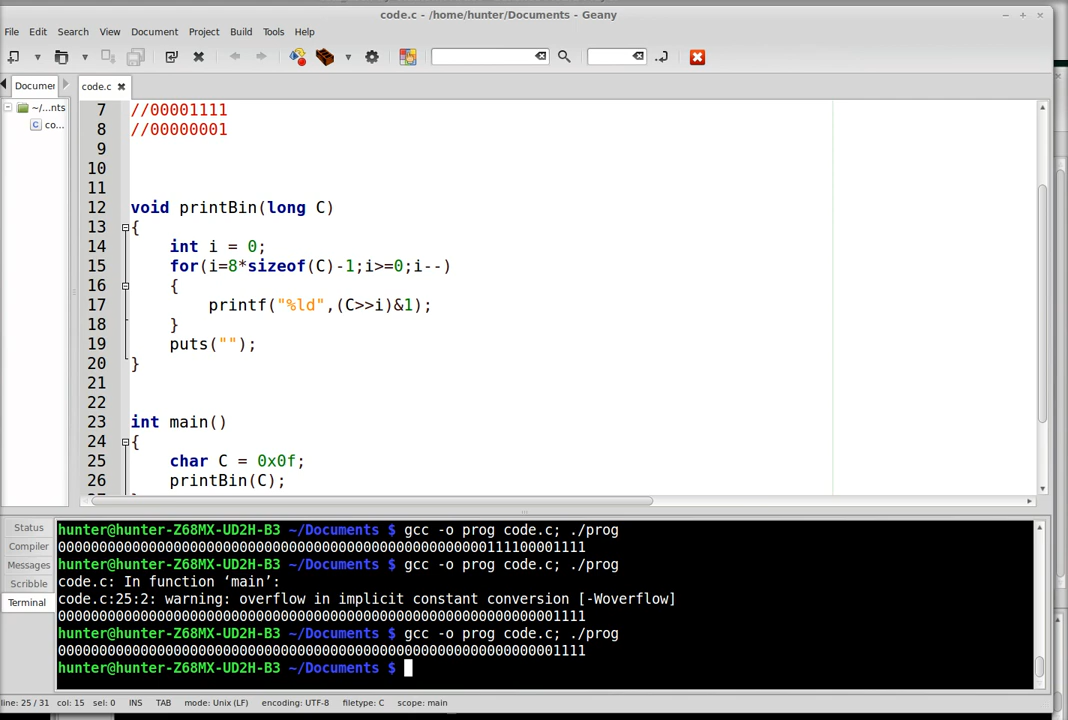 code.c - /home/hunter/Documents - Geany
File Edit Search View Document Project Build Tools Help
Documer code.c
~/...nts
co...
7 //00001111
8 //00000001
9
10
11
12 void printBin(long C)
13 {
14 int i = 0;
15 for(i=8*sizeof(C)-1;i>=0;i--)
16 {
17 printf("%ld",(C>>i)&1);
18 }
19 puts("");
20 }
21
22
23 int main()
24 {
25 char C = 0x0f;
26 printBin(C);
Status
Compiler
Messages
Scribble
Terminal
hunter@hunter-Z68MX-UD2H-B3 ~/Documents $ gcc -o prog code.c; ./prog
0000000000000000000000000000000000000000000000000000111100001111
hunter@hunter-Z68MX-UD2H-B3 ~/Documents $ gcc -o prog code.c; ./prog
code.c: In function ‘main’:
code.c:25:2: warning: overflow in implicit constant conversion [-Woverflow]
0000000000000000000000000000000000000000000000000000000000001111
hunter@hunter-Z68MX-UD2H-B3 ~/Documents $ gcc -o prog code.c; ./prog
0000000000000000000000000000000000000000000000000000000000001111
hunter@hunter-Z68MX-UD2H-B3 ~/Documents $
line: 25 / 31 col: 15 sel: 0 INS TAB mode: Unix (LF) encoding: UTF-8 filetype: C scope: main